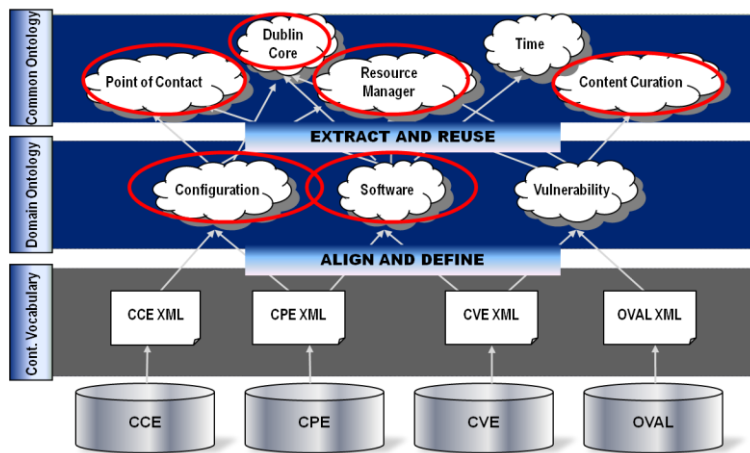 Common Ontology
Dublin
Core
Time
Point of Contact
Resource
Manager
Content Curation
EXTRACT AND REUSE
Domain Ontology
Configuration
Software
Vulnerability
ALIGN AND DEFINE
Cont. Vocabulary
CCE XML
CPE XML
CVE XML
OVAL XML
CCE
CPE
CVE
OVAL